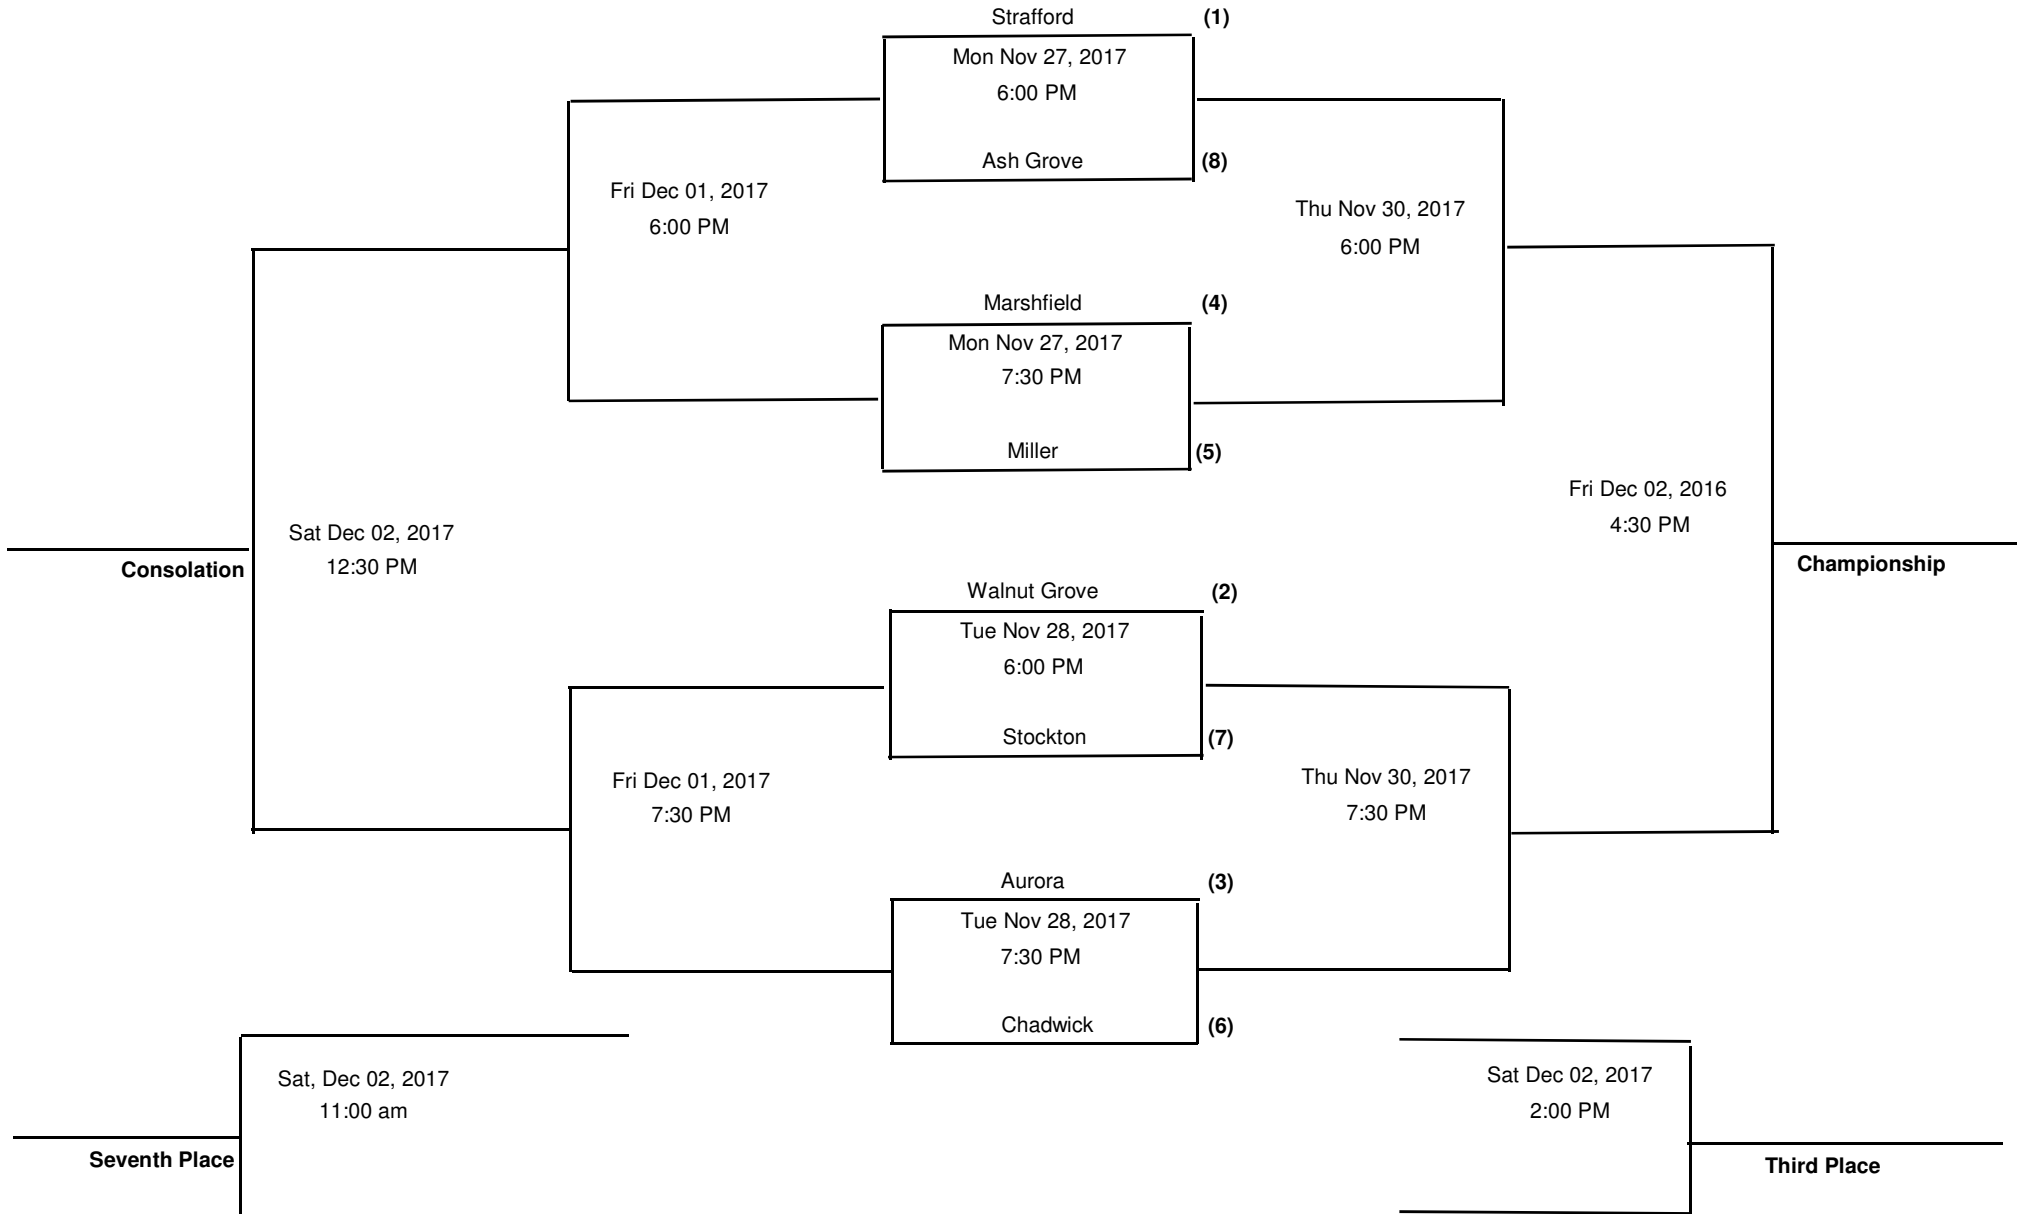 Strafford (1)
Mon Nov 27, 2017
6:00 PM
Ash Grove (8)
Fri Dec 01, 2017
6:00 PM
Thu Nov 30, 2017
6:00 PM
Marshfield (4)
Mon Nov 27, 2017
7:30 PM
Miller (5)
Fri Dec 02, 2016
4:30 PM
Sat Dec 02, 2017
12:30 PM
Consolation
Championship
Walnut Grove (2)
Tue Nov 28, 2017
6:00 PM
Stockton (7)
Fri Dec 01, 2017
7:30 PM
Thu Nov 30, 2017
7:30 PM
Aurora (3)
Tue Nov 28, 2017
7:30 PM
Chadwick (6)
Sat, Dec 02, 2017
11:00 am
Seventh Place
Sat Dec 02, 2017
2:00 PM
Third Place